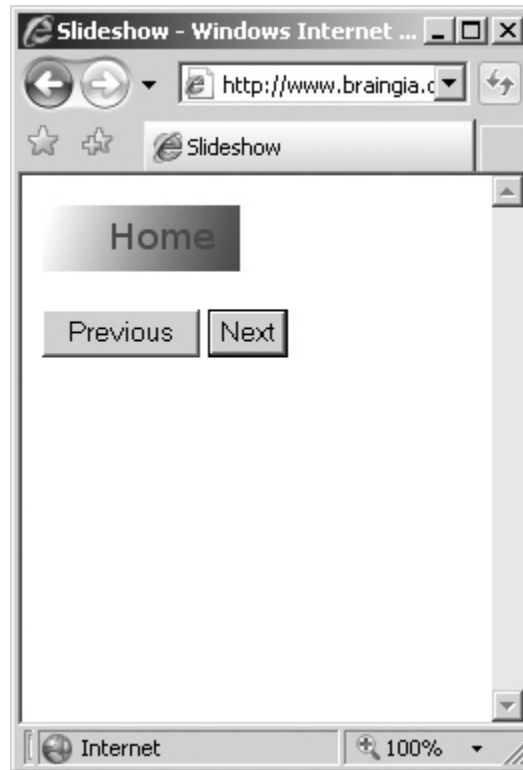 Slideshow - Windows Internet ...
http://www.braingia.c
Slideshow
Home
Previous Next
Internet 100%